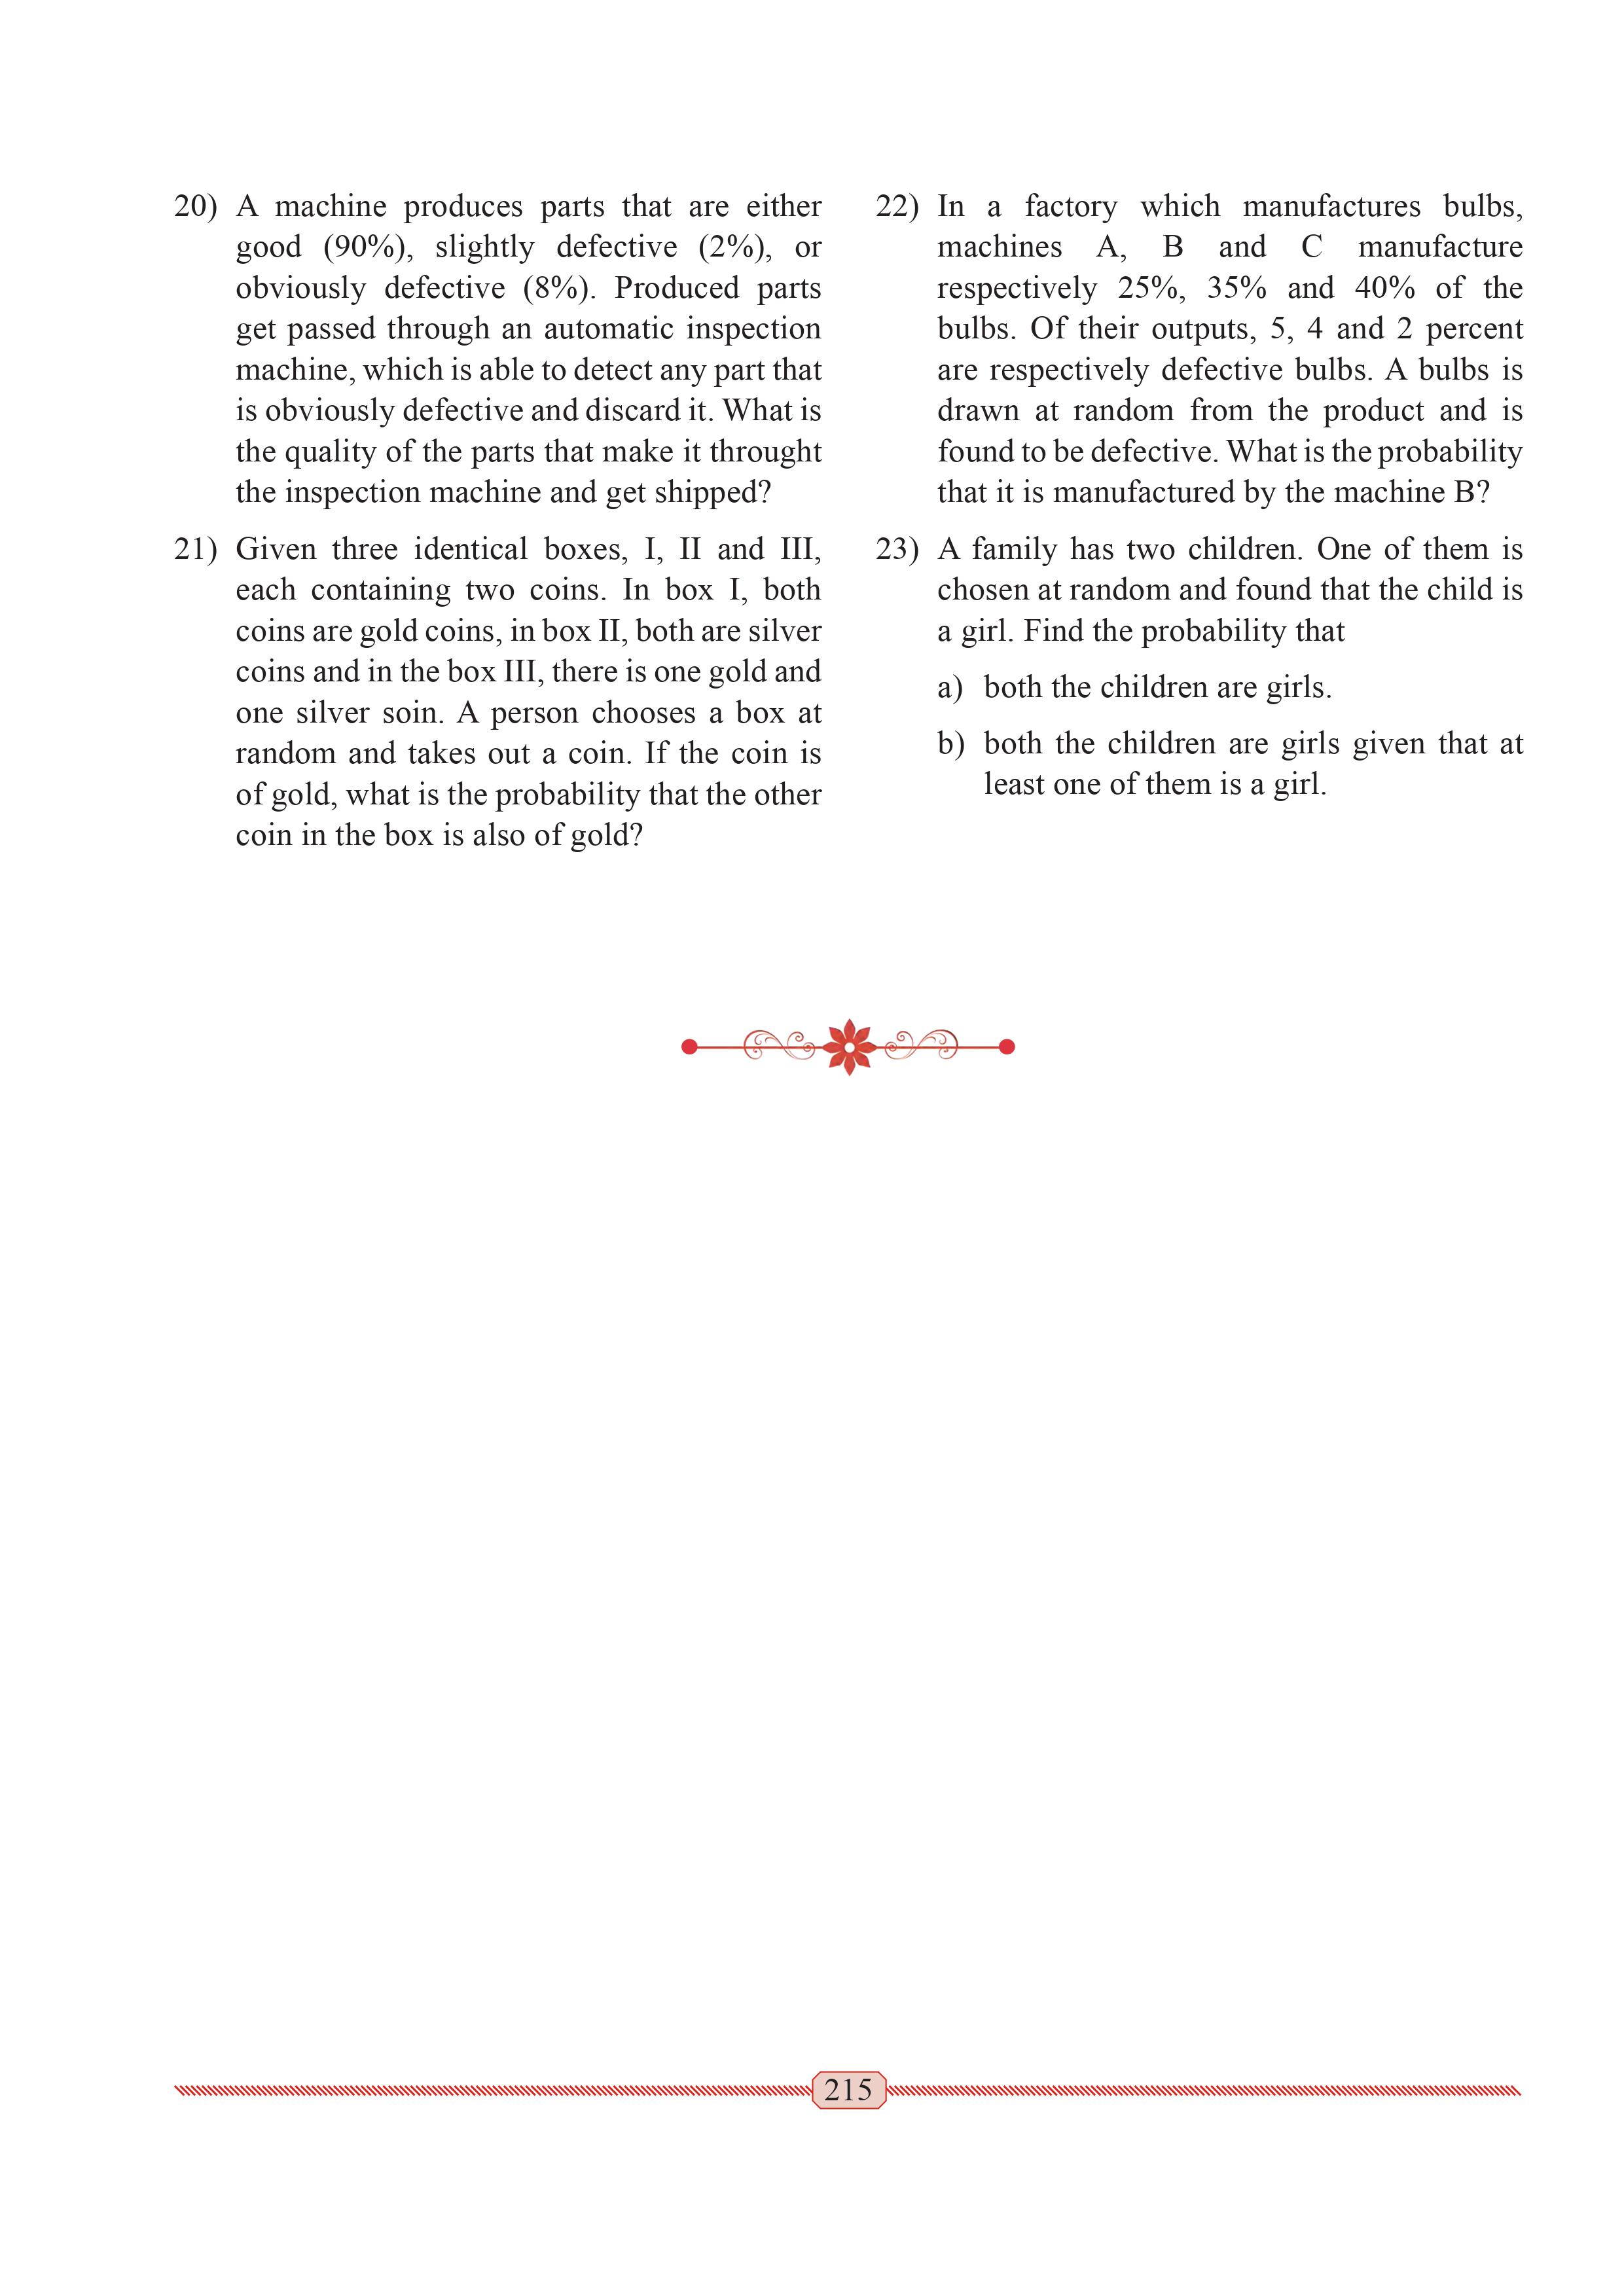 20) A machine produces parts that are either
good (90%), slightly defective (2%), or
obviously defective (8%). Produced parts
get passed through an automatic inspection
machine, which is able to detect any part that
is obviously defective and discard it. What is
the quality of the parts that make it throught
the inspection machine and get shipped?
21) Given three identical boxes, I, II and III,
each containing two coins. In box I, both
coins are gold coins, in box II, both are silver
coins and in the box III, there is one gold and
one silver soin. A person chooses a box at
random and takes out a coin. If the coin is
of gold, what is the probability that the other
coin in the box is also of gold?
22) In a factory which manufactures bulbs,
machines A, B and C manufacture
respectively 25%, 35% and 40% of the
bulbs. Of their outputs, 5, 4 and 2 percent
are respectively defective bulbs. A bulbs is
drawn at random from the product and is
found to be defective. What is the probability
that it is manufactured by the machine B?
23) A family has two children. One of them is
chosen at random and found that the child is
a girl. Find the probability that
a) both the children are girls.
b) both the children are girls given that at
least one of them is a girl.
215